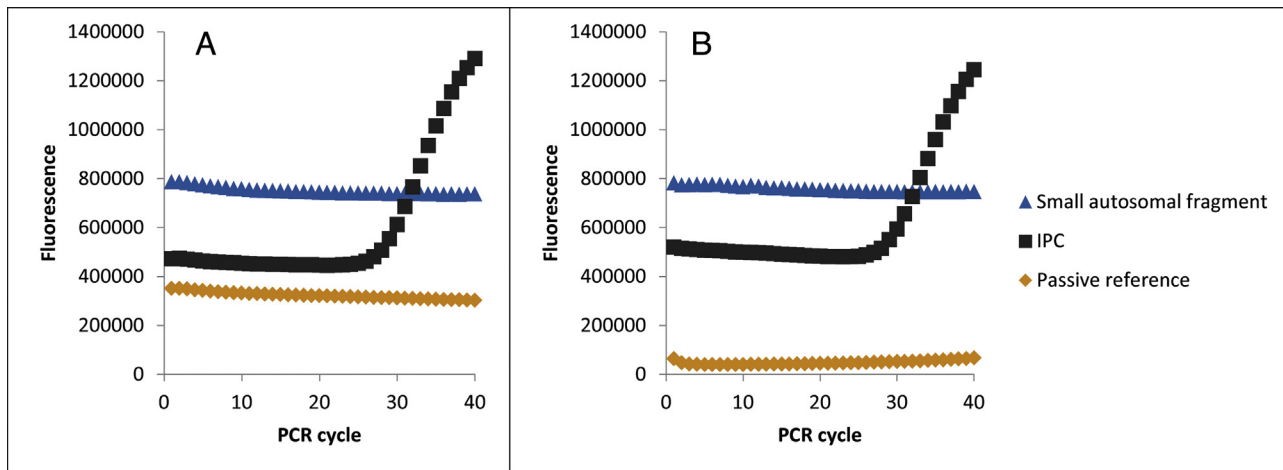 A
Fluorescence
1400000
1200000
1000000
800000
600000
400000
200000
0
0 10 20 30 40
PCR cycle
B
Fluorescence
1400000
1200000
1000000
800000
600000
400000
200000
0
0 10 20 30 40
PCR cycle
Small autosomal fragment
IPC
Passive reference